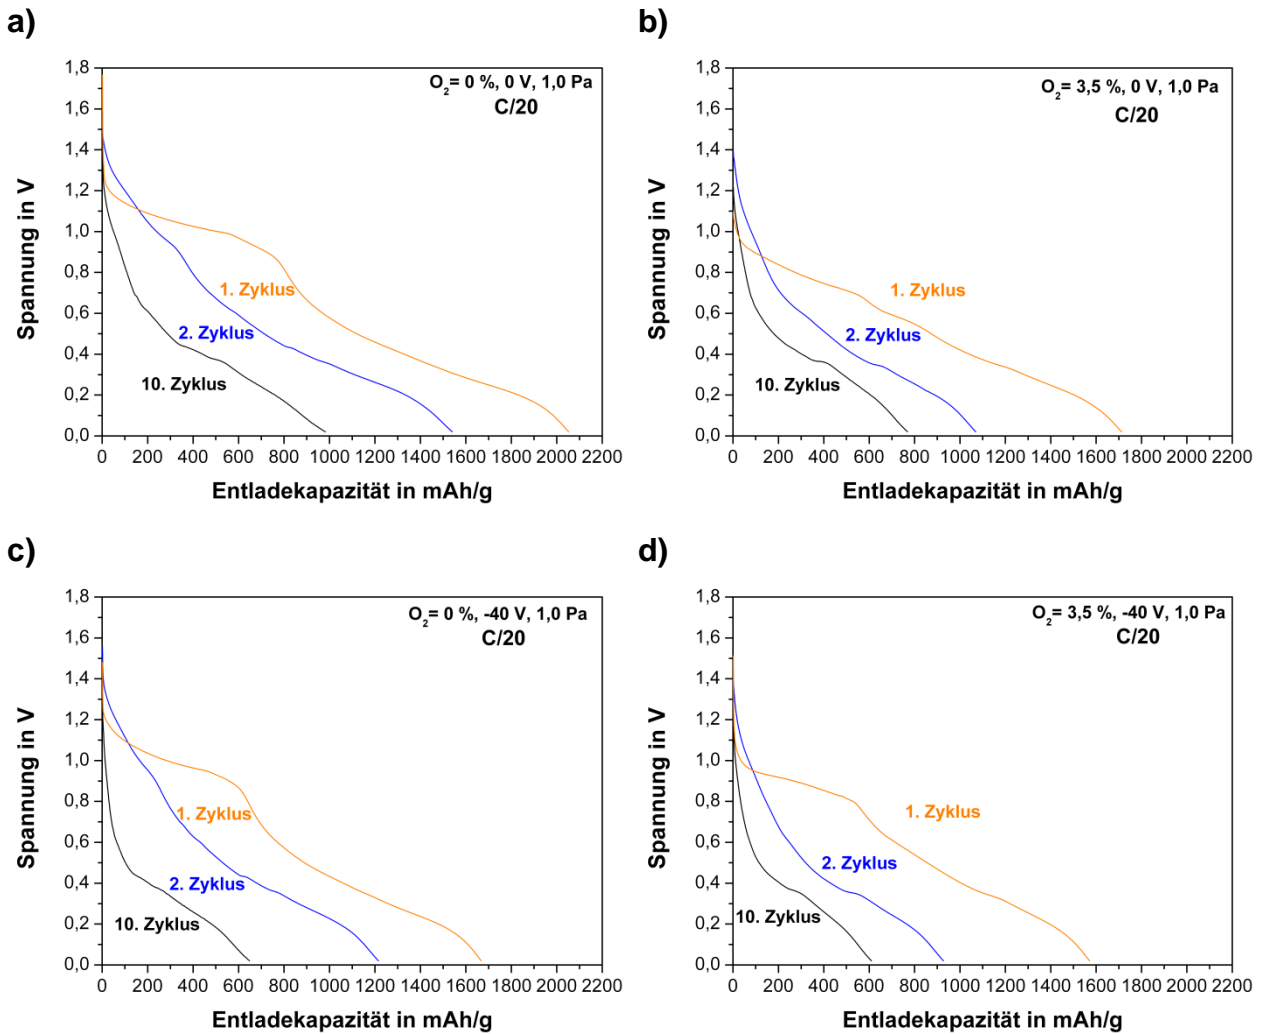 a)
O2= 0 %, 0 V, 1,0 Pa
C/20
1,8
1,6
1,4
1,2
1,0
0,8
0,6
0,4
0,2
0,0
Spannung in V
1. Zyklus
2. Zyklus
10. Zyklus
0 200 400 600 800 1000 1200 1400 1600 1800 2000 2200
Entladekapazität in mAh/g
b)
O2= 3,5 %, 0 V, 1,0 Pa
C/20
1,8
1,6
1,4
1,2
1,0
0,8
0,6
0,4
0,2
0,0
Spannung in V
1. Zyklus
2. Zyklus
10. Zyklus
0 200 400 600 800 1000 1200 1400 1600 1800 2000 2200
Entladekapazität in mAh/g
c)
O2= 0 %, -40 V, 1,0 Pa
C/20
1,8
1,6
1,4
1,2
1,0
0,8
0,6
0,4
0,2
0,0
Spannung in V
1. Zyklus
2. Zyklus
10. Zyklus
0 200 400 600 800 1000 1200 1400 1600 1800 2000 2200
Entladekapazität in mAh/g
d)
O2= 3,5 %, -40 V, 1,0 Pa
C/20
1,8
1,6
1,4
1,2
1,0
0,8
0,6
0,4
0,2
0,0
Spannung in V
1. Zyklus
2. Zyklus
10. Zyklus
0 200 400 600 800 1000 1200 1400 1600 1800 2000 2200
Entladekapazität in mAh/g